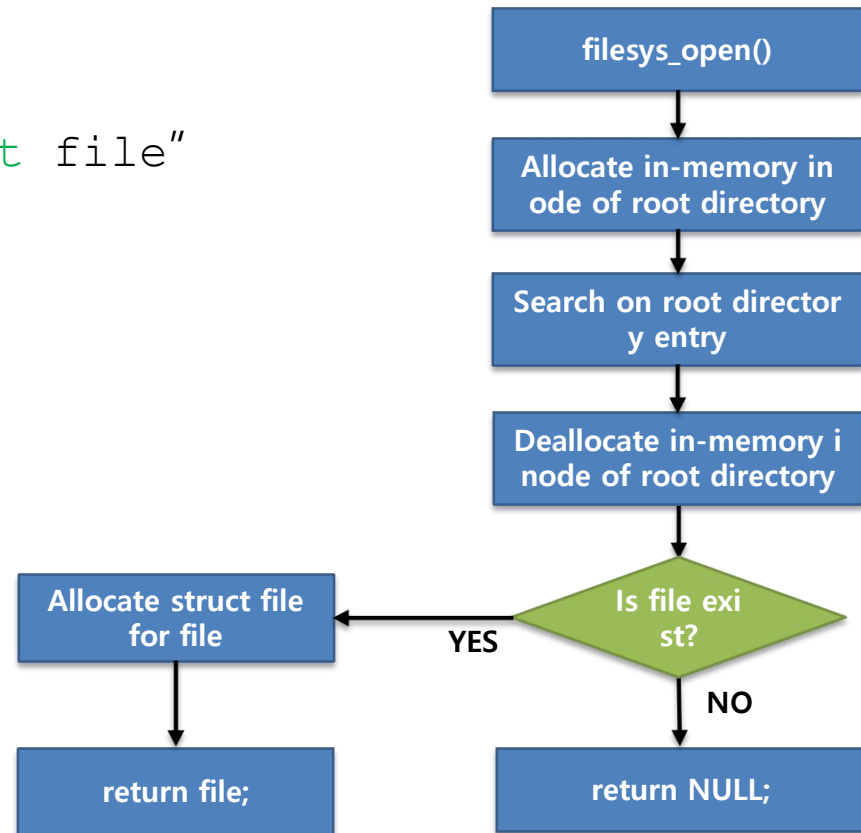 t file"
filesys_open()
Allocate in-memory in
ode of root directory
Search on root director
y entry
Deallocate in-memory i
node of root directory
Is file exi
st?
YES
NO
Allocate struct file
for file
return file;
return NULL;